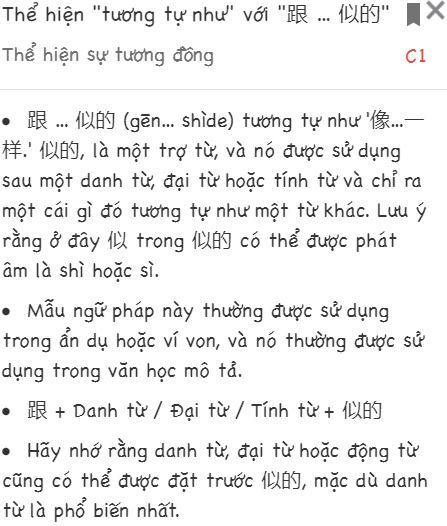 Thể hiện "tương tự như" với "跟 ... 似的"
Thể hiện sự tương đồng
C1
• 跟 ... 似的 (gēn... shìde) tương tự như '像...一
样.' 似的, là một trợ từ, và nó được sử dụng
sau một danh từ, đại từ hoặc tính từ và chỉ ra
một cái gì đó tương tự như một từ khác. Lưu ý
rằng ở đây 似 trong 似的 có thể được phát
âm là shì hoặc sì.
• Mẫu ngữ pháp này thường được sử dụng
trong ẩn dụ hoặc ví von, và nó thường được sử
dụng trong văn học mô tả.
• 跟 + Danh từ / Đại từ / Tính từ + 似的
• Hãy nhớ rằng danh từ, đại từ hoặc động từ
cũng có thể được đặt trước 似的, mặc dù danh
từ là phổ biến nhất.